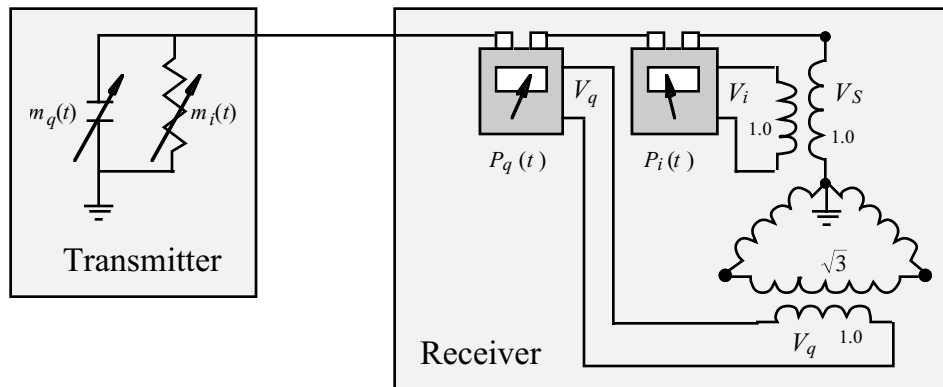 m_q(t)
m_i(t)
Transmitter
V_q
P_q(t)
V_i
1.0
P_i(t)
V_S
1.0
√3
V_q 1.0
Receiver